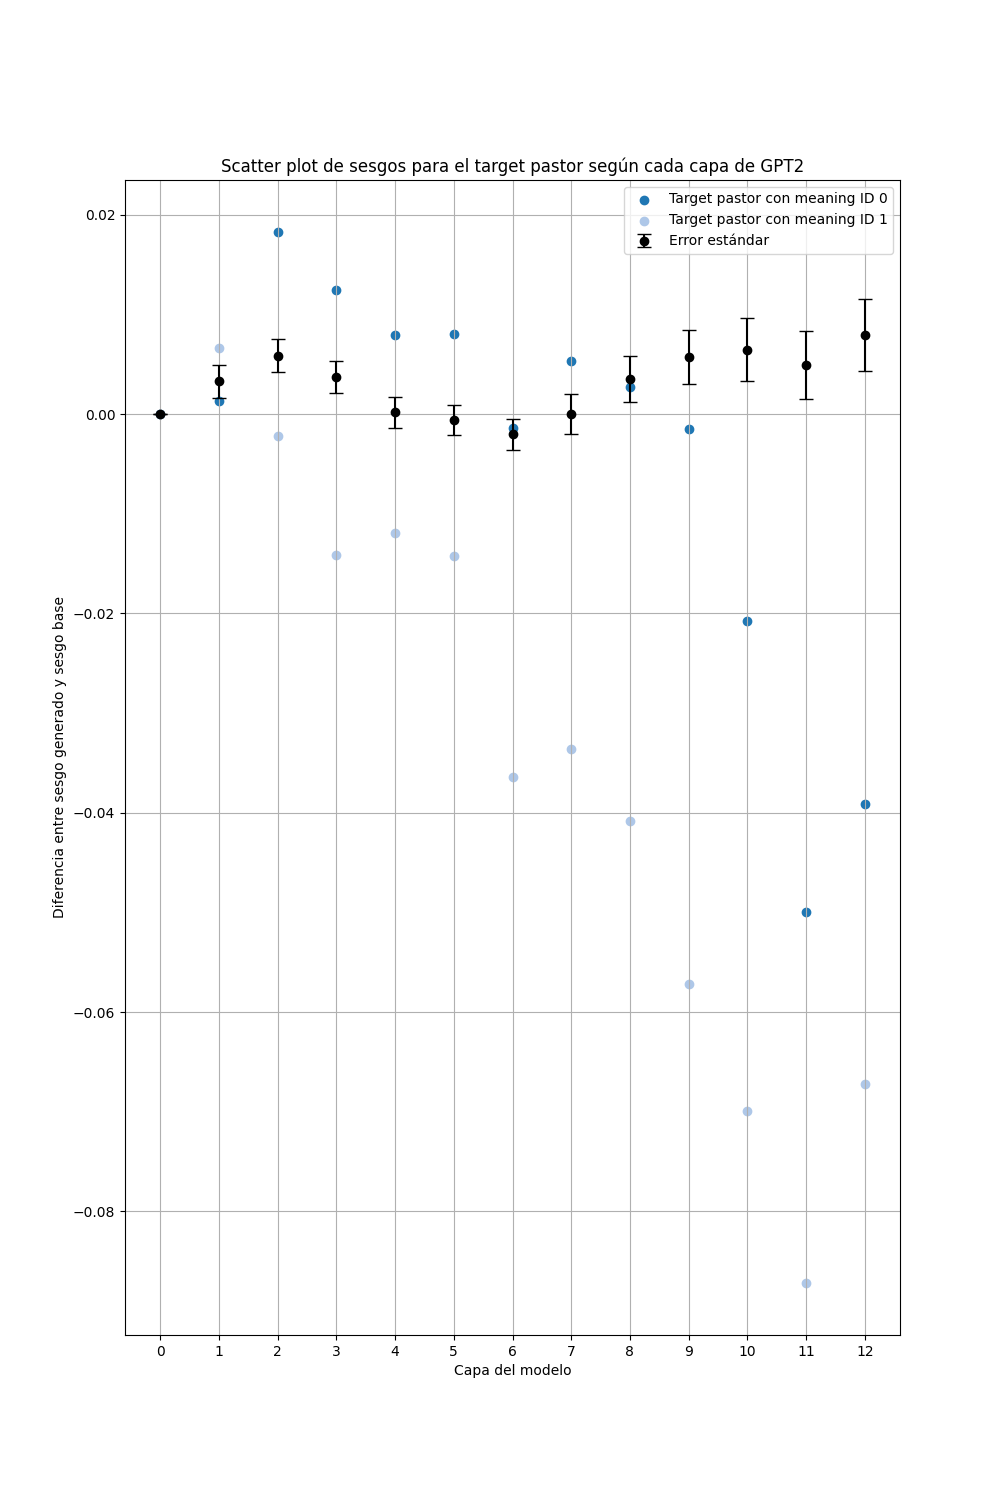 Scatter plot de sesgos para el target pastor según cada capa de GPT2
Target pastor con meaning ID 0
Target pastor con meaning ID 1
Error estándar
0.02
0.00
−0.02
−0.04
−0.06
−0.08
Diferencia entre sesgo generado y sesgo base
0 1 2 3 4 5 6 7 8 9 10 11 12
Capa del modelo